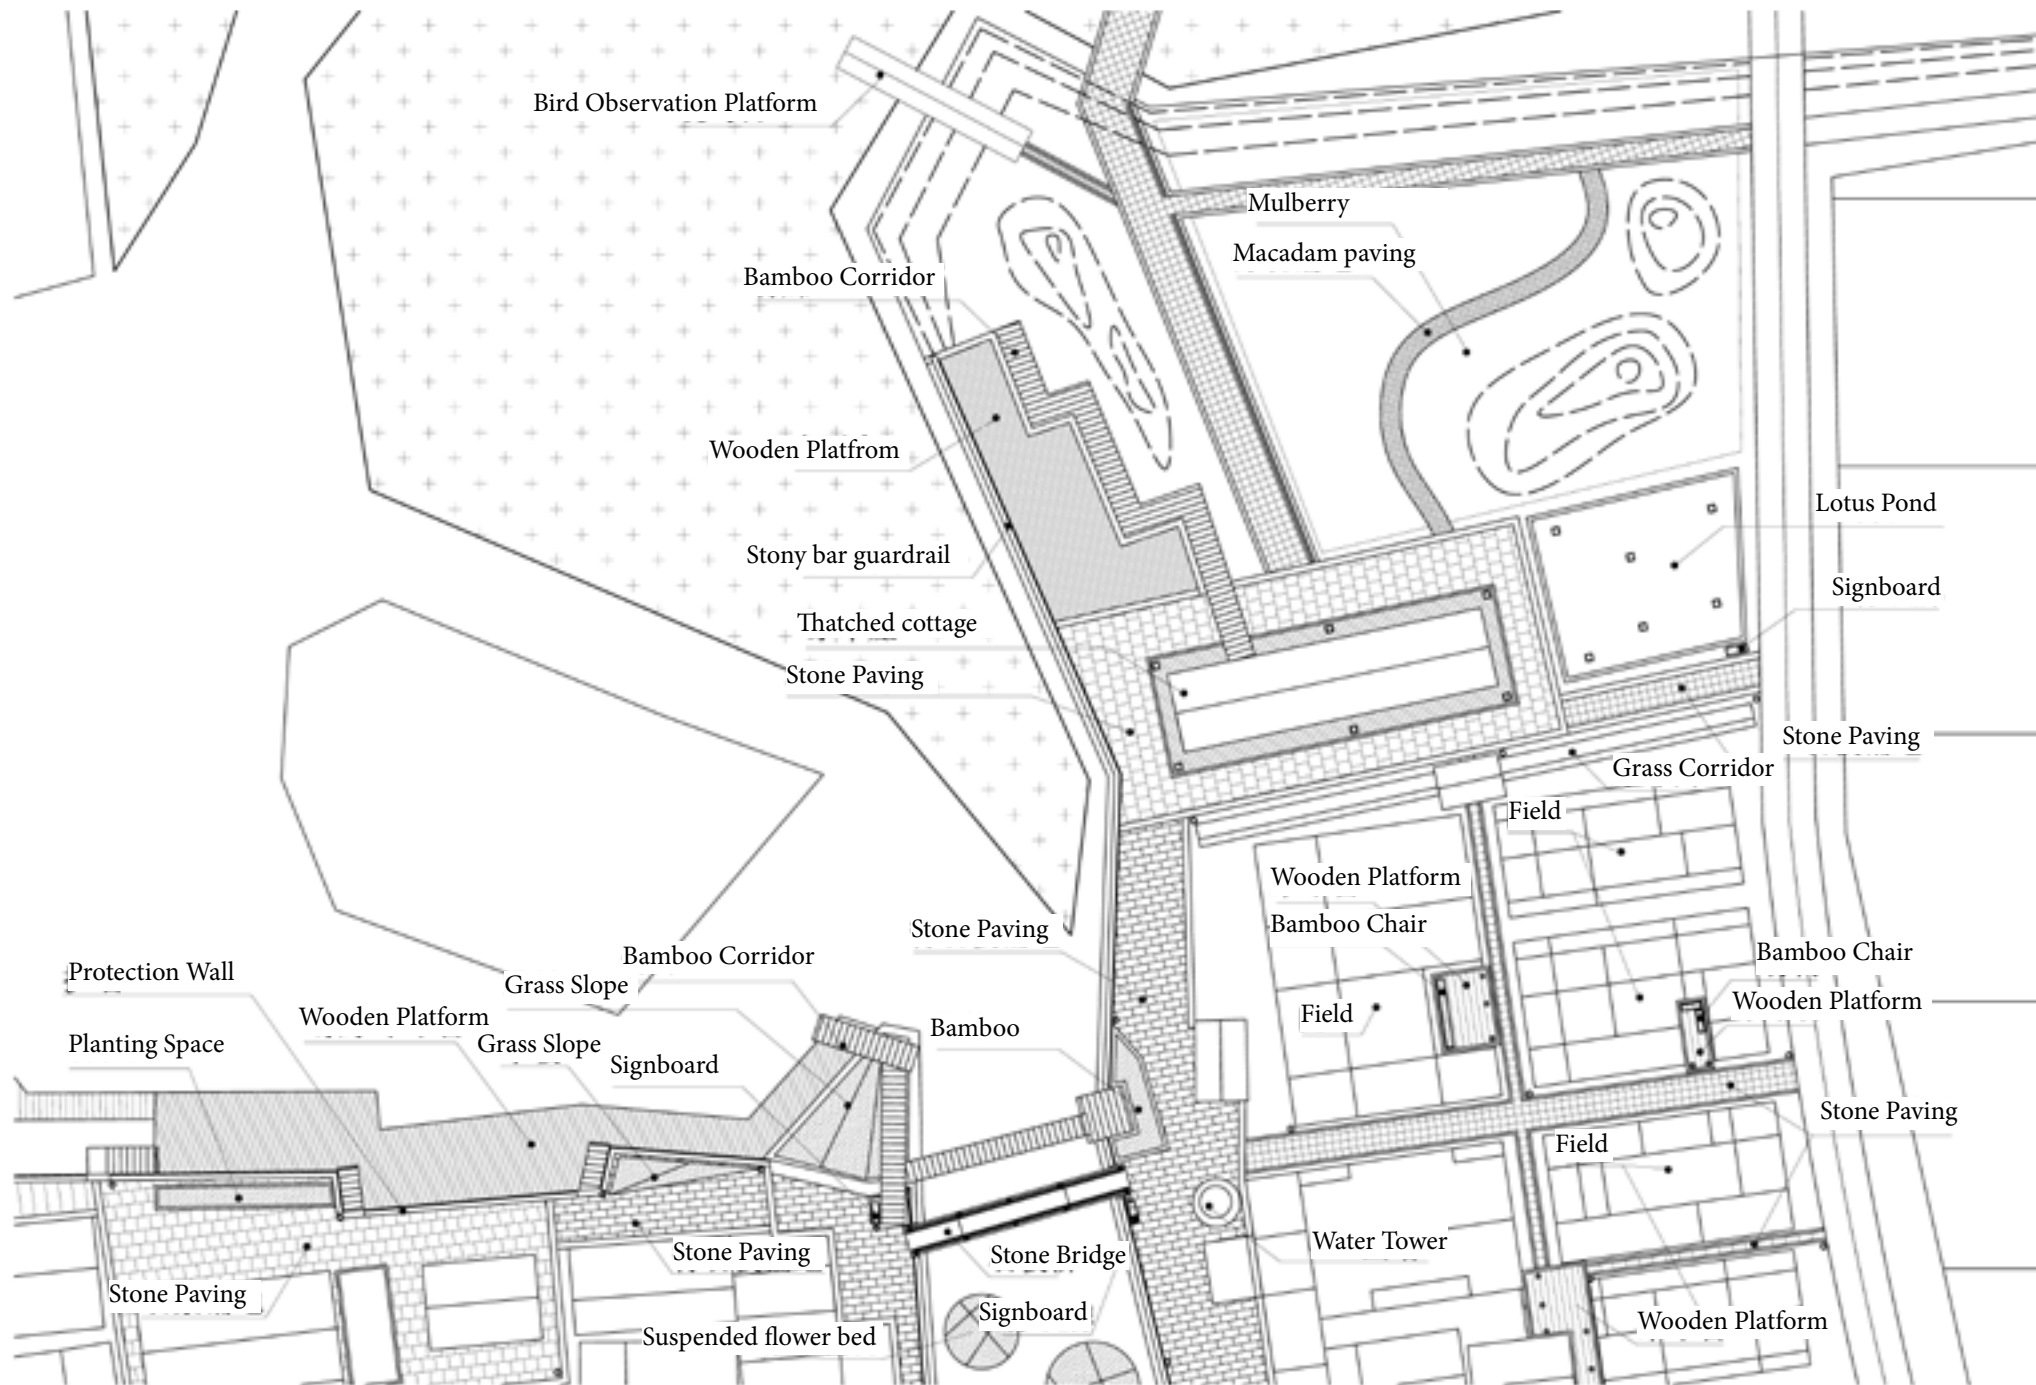 Bird Observation Platform
Mulberry
Macadam paving
Bamboo Corridor
Wooden Platfrom
Lotus Pond
Stony bar guardrail
Signboard
Thatched cottage
Stone Paving
Stone Paving
Grass Corridor
Field
Wooden Platform
Bamboo Chair
Stone Paving
Bamboo Corridor
Bamboo Chair
Protection Wall
Grass Slope
Wooden Platform
Field
Wooden Platform
Bamboo
Planting Space
Grass Slope
Signboard
Stone Paving
Field
Water Tower
Stone Paving
Stone Bridge
Stone Paving
Signboard
Wooden Platform
Suspended flower bed